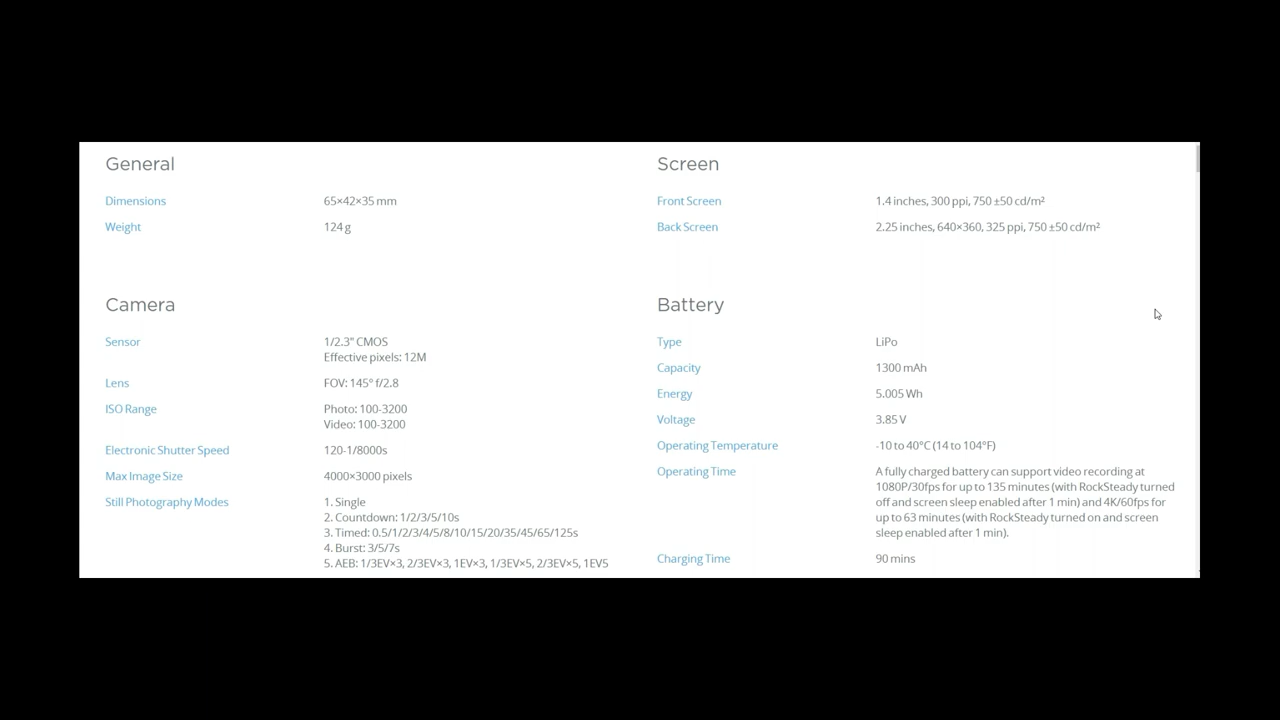 General
Dimensions 65×42×35 mm
Weight 124 g
Camera
Sensor 1/2.3" CMOS
Effective pixels: 12M
Lens FOV: 145° f/2.8
ISO Range Photo: 100-3200
Video: 100-3200
Electronic Shutter Speed 120-1/8000s
Max Image Size 4000×3000 pixels
Still Photography Modes 1. Single
2. Countdown: 1/2/3/5/10s
3. Timed: 0.5/1/2/3/4/5/8/10/15/20/35/45/65/125s
4. Burst: 3/5/7s
5. AEB: 1/3EV×3, 2/3EV×3, 1EV×3, 1/3EV×5, 2/3EV×5, 1EV5
Screen
Front Screen 1.4 inches, 300 ppi, 750 ±50 cd/m²
Back Screen 2.25 inches, 640×360, 325 ppi, 750 ±50 cd/m²
Battery
Type LiPo
Capacity 1300 mAh
Energy 5.005 Wh
Voltage 3.85 V
Operating Temperature -10 to 40°C (14 to 104°F)
Operating Time A fully charged battery can support video recording at
1080P/30fps for up to 135 minutes (with RockSteady turned
off and screen sleep enabled after 1 min) and 4K/60fps for
up to 63 minutes (with RockSteady turned on and screen
sleep enabled after 1 min).
Charging Time 90 mins